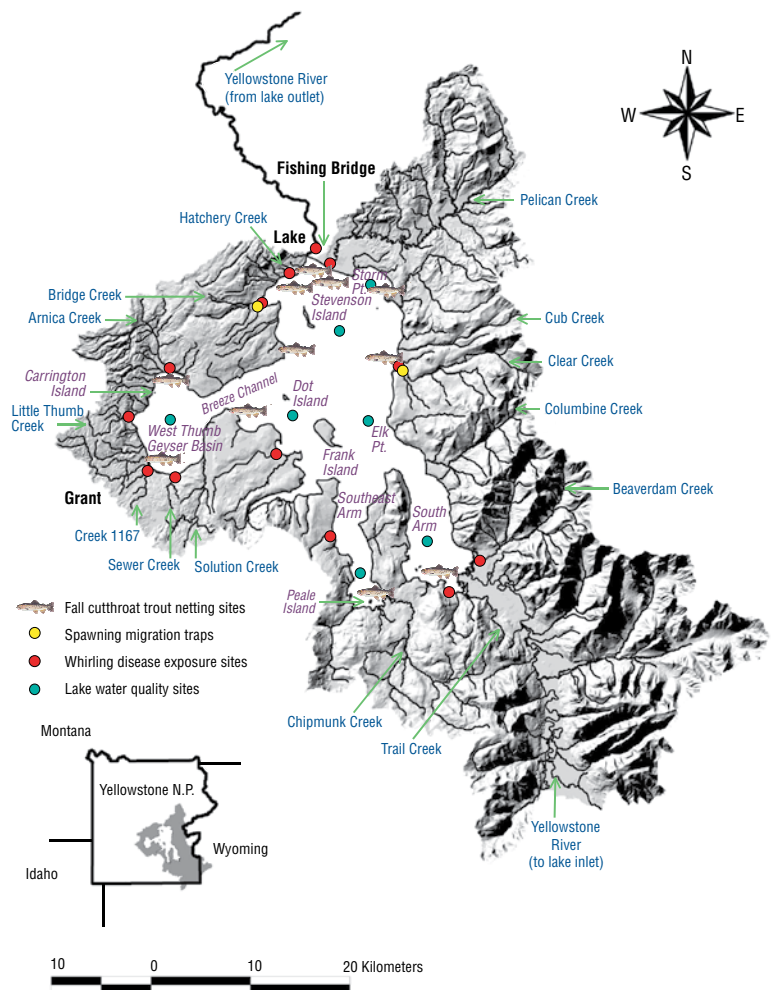 Yellowstone River
(from lake outlet)
N
W
E
S
Fishing Bridge
Pelican Creek
Hatchery Creek
Lake
Storm
Pt.
Bridge Creek
Stevenson
Island
Arnica Creek
Cub Creek
Clear Creek
Carrington
Island
Breeze Channel
Dot
Island
Columbine Creek
Little Thumb
Creek
West Thumb
Geyser Basin
Elk
Pt.
Frank
Island
Grant
Southeast
Arm
South
Arm
Beaverdam Creek
Creek 1167
Sewer Creek
Solution Creek
Peale
Island
Fall cutthroat trout netting sites
Spawning migration traps
Whirling disease exposure sites
Lake water quality sites
Chipmunk Creek
Trail Creek
Montana
Yellowstone N.P.
Wyoming
Idaho
Yellowstone
River
(to lake inlet)
10 0 10 20 Kilometers